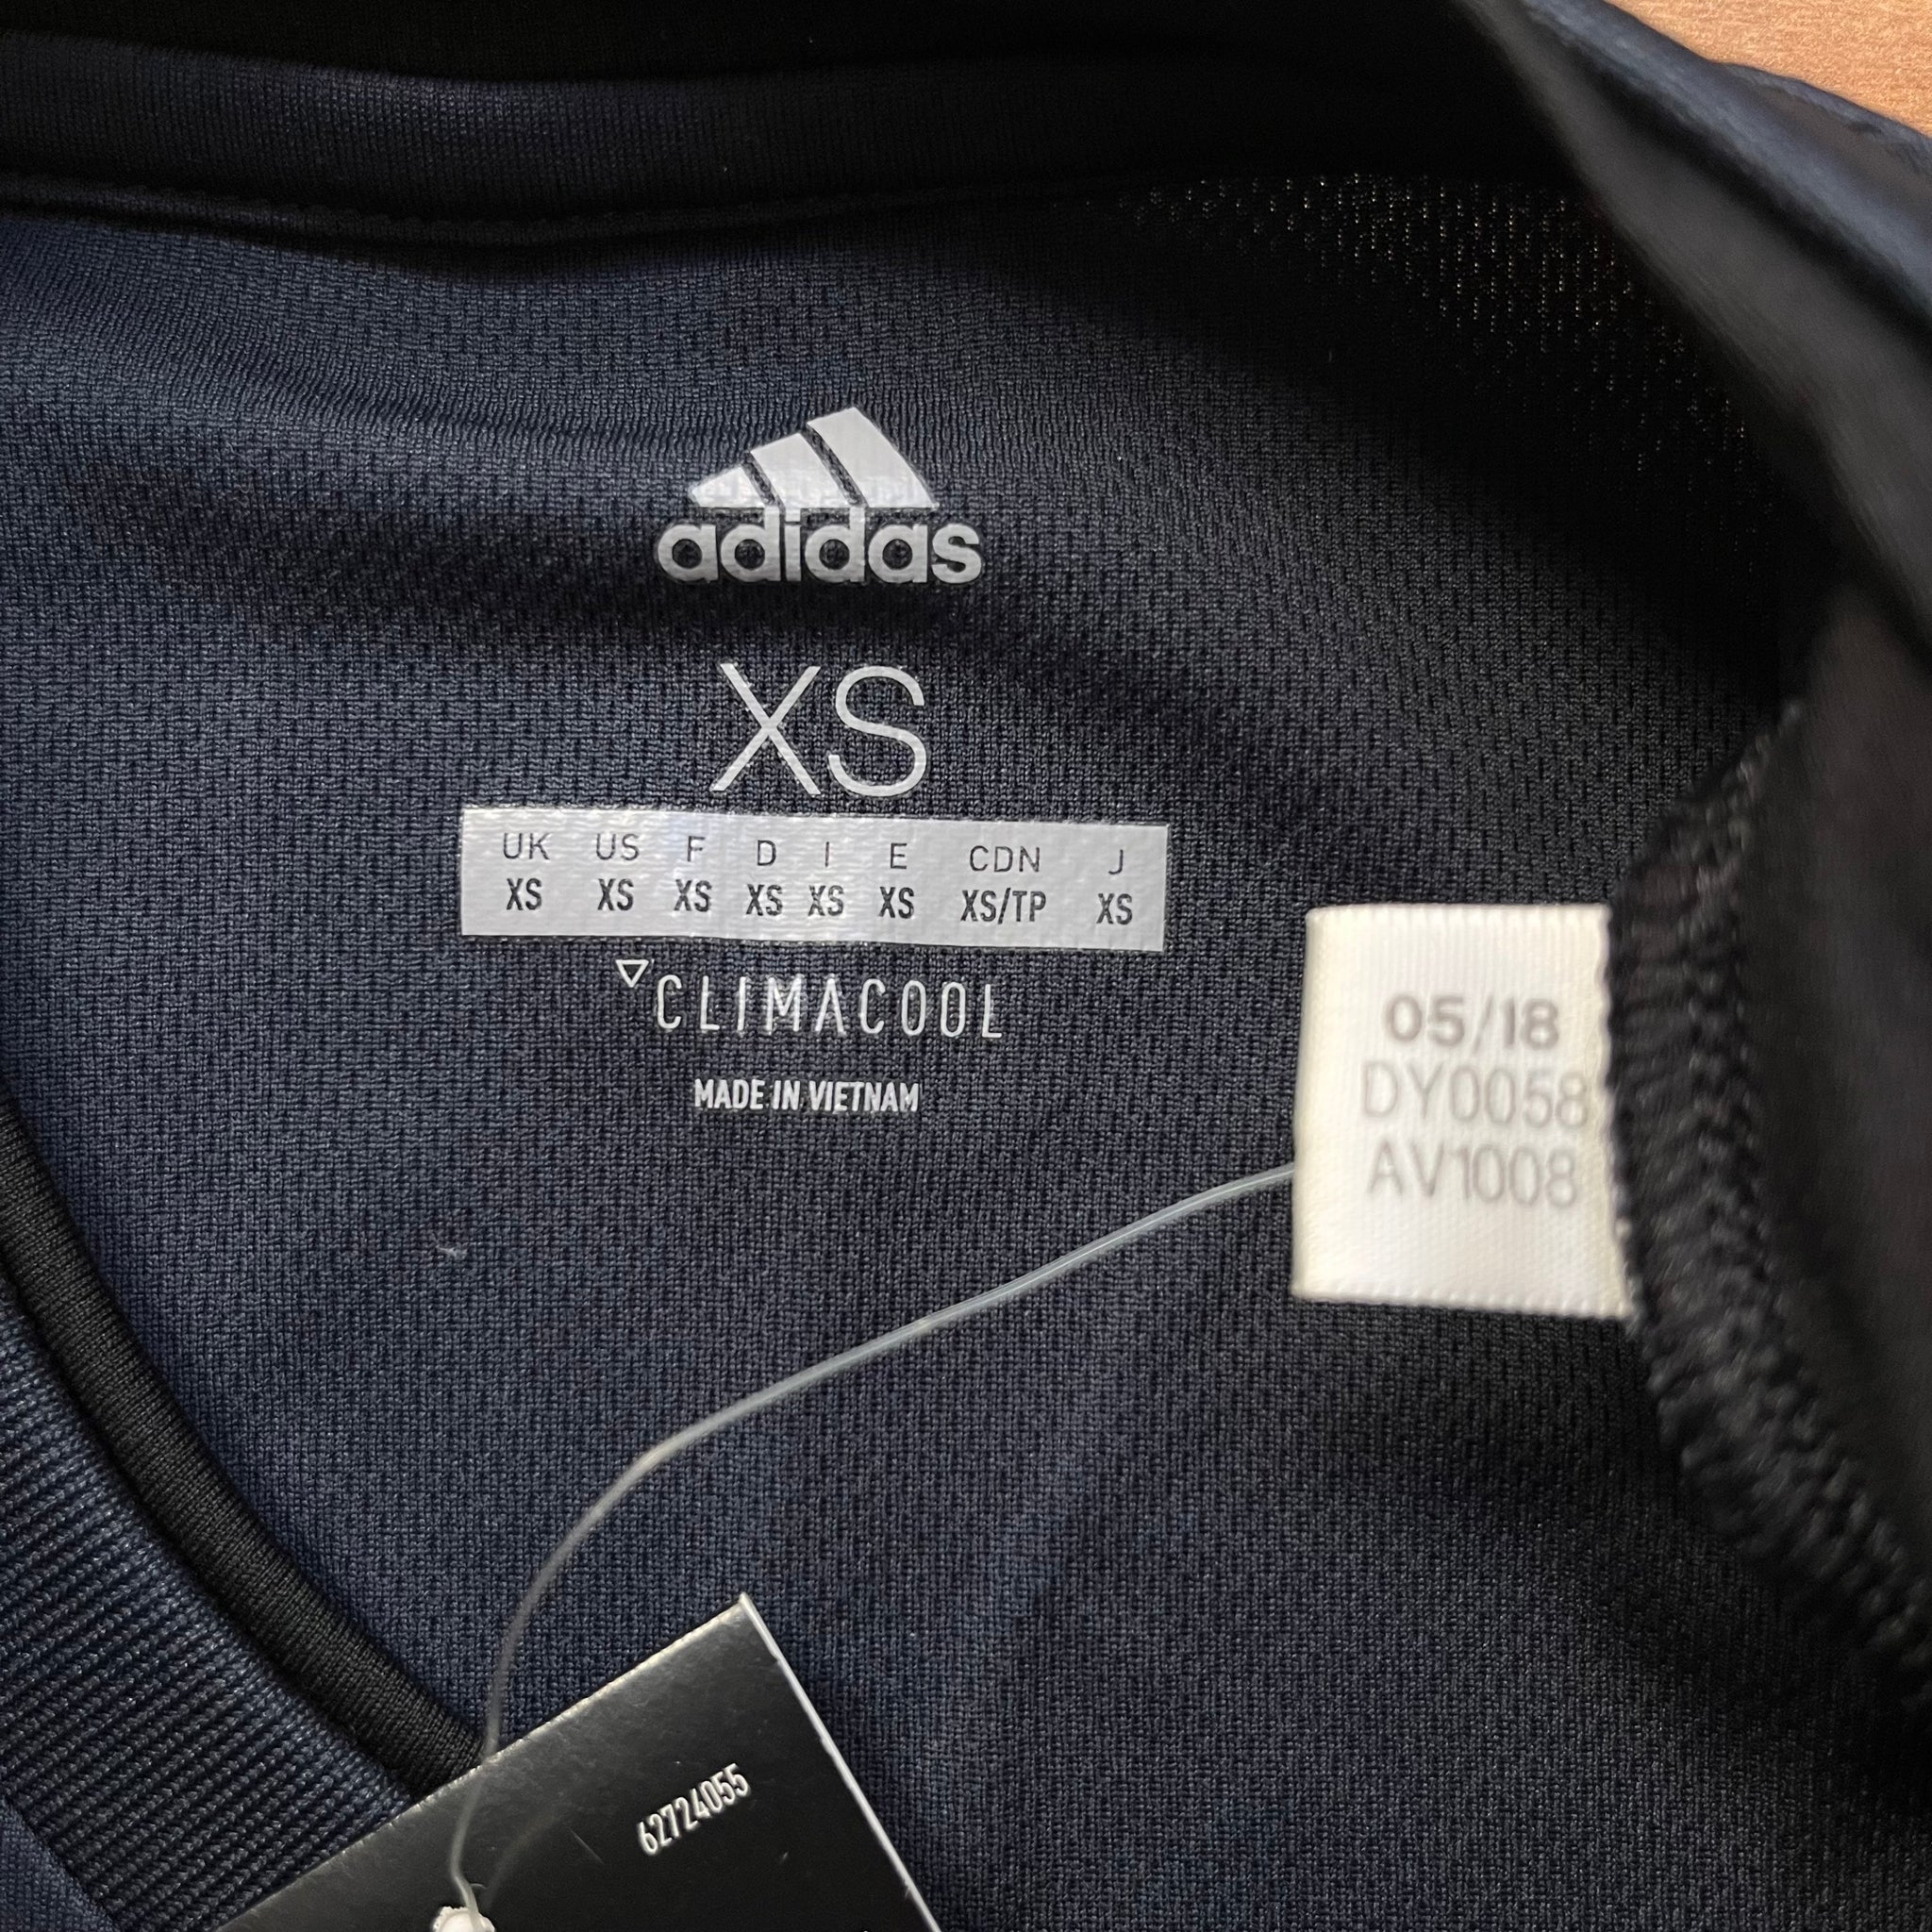 adidas
XS
UK US F D I E CDN J
XS XS XS XS XS XS XS/TP XS
CLIMACOOL
MADE IN VIETNAM
05/18
DY0058
AV1008
62724055